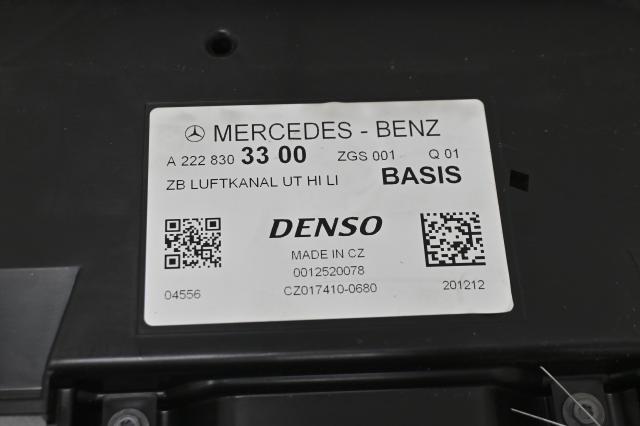 MERCEDES - BENZ
A 222 830 33 00 ZGS 001 Q 01
ZB LUFTKANAL UT HI LI BASIS
DENSO
MADE IN CZ
0012520078
04556 CZ017410-0680 201212